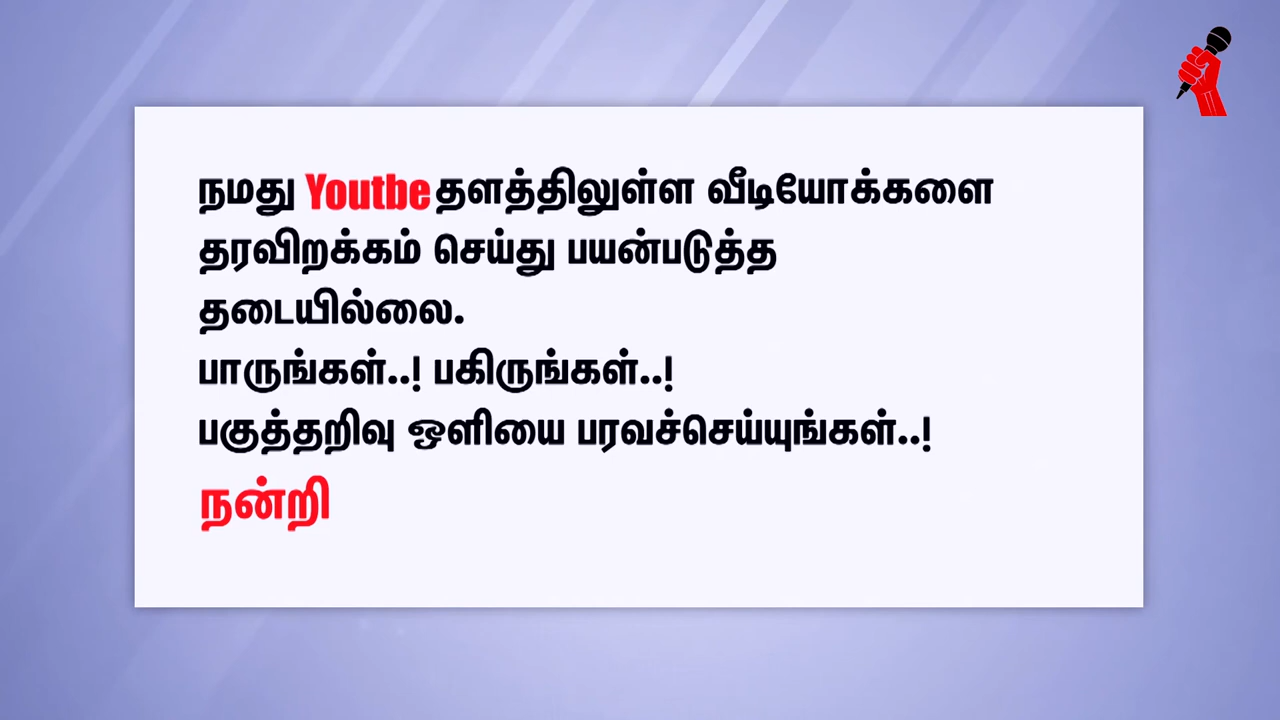 நமது Youtbe தளத்திலுள்ள வீடியோக்களை
தரவிறக்கம் செய்து பயன்படுத்த
தடையில்லை.
பாருங்கள்..! பகிருங்கள்..!
பகுத்தறிவு ஒளியை பரவச்செய்யுங்கள்..!
நன்றி